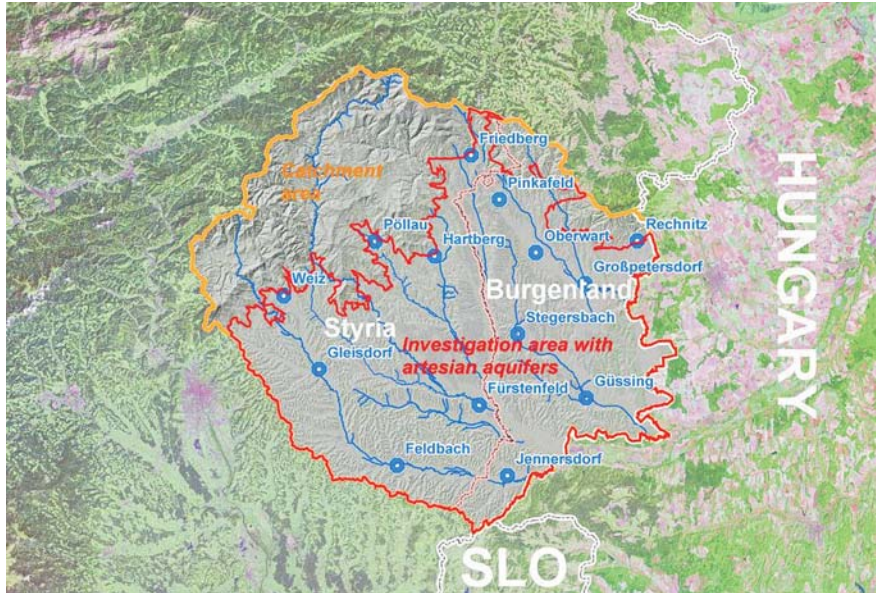 Friedberg
Catchment
area
Pinkafeld
HUNGARY
Pöllau
Hartberg
Oberwart
Rechnitz
Großpetersdorf
Weiz
Burgenland
Styria
Stegersbach
Investigation area with
artesian aquifers
Gleisdorf
Fürstenfeld
Güssing
Feldbach
Jennersdorf
SLO